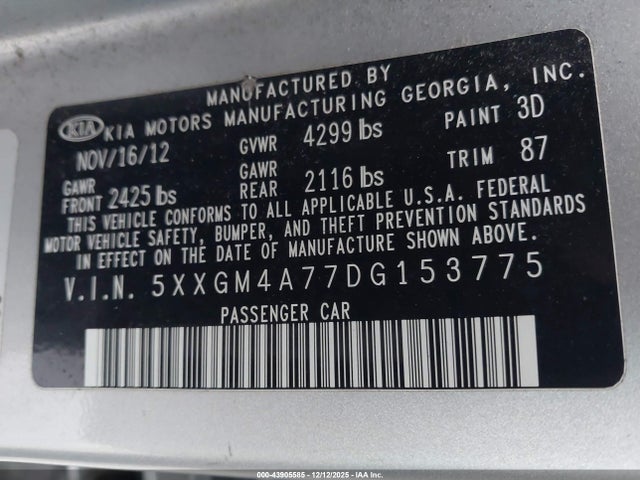 MANUFACTURED BY
KIA KIA MOTORS MANUFACTURING GEORGIA, INC.
NOV/16/12 GVWR 4299 lbs PAINT 3D
GAWR FRONT 2425 lbs GAWR REAR 2116 lbs TRIM 87
THIS VEHICLE CONFORMS TO ALL APPLICABLE U.S.A. FEDERAL
MOTOR VEHICLE SAFETY, BUMPER, AND THEFT PREVENTION STANDARDS
IN EFFECT ON THE DATE OF MANUFACTURE SHOWN ABOVE.
V.I.N. 5XXGM4A77DG153775
PASSENGER CAR
000-43905585 - 12/12/2025 - IAA Inc.